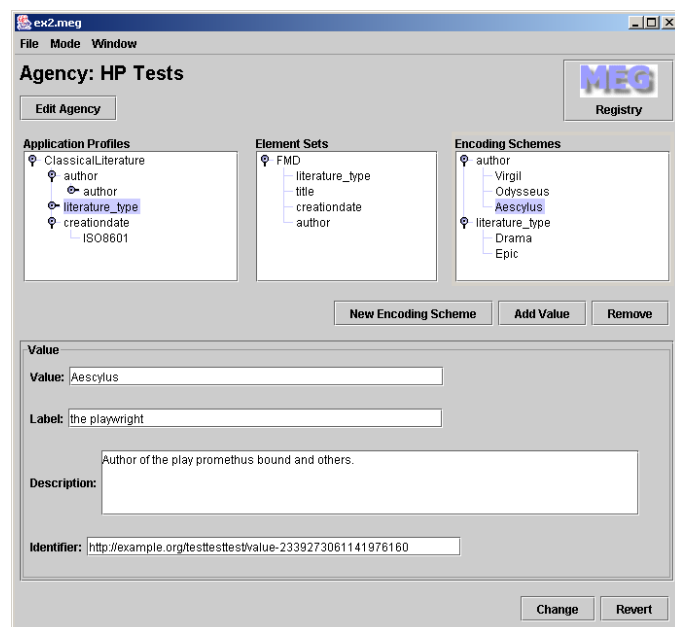 ex2.meg
File Mode Window
Agency: HP Tests
MEG
Edit Agency
Registry
Application Profiles
ClassicalLiterature
author
author
literature_type
creationdate
ISO8601
Element Sets
FMD
literature_type
title
creationdate
author
Encoding Schemes
author
Virgil
Odysseus
Aescylus
literature_type
Drama
Epic
New Encoding Scheme Add Value Remove
Value
Value: Aescylus
Label: the playwright
Description: Author of the play promethus bound and others.
Identifier: http://example.org/testtesttest/value-2339273061141976160
Change Revert